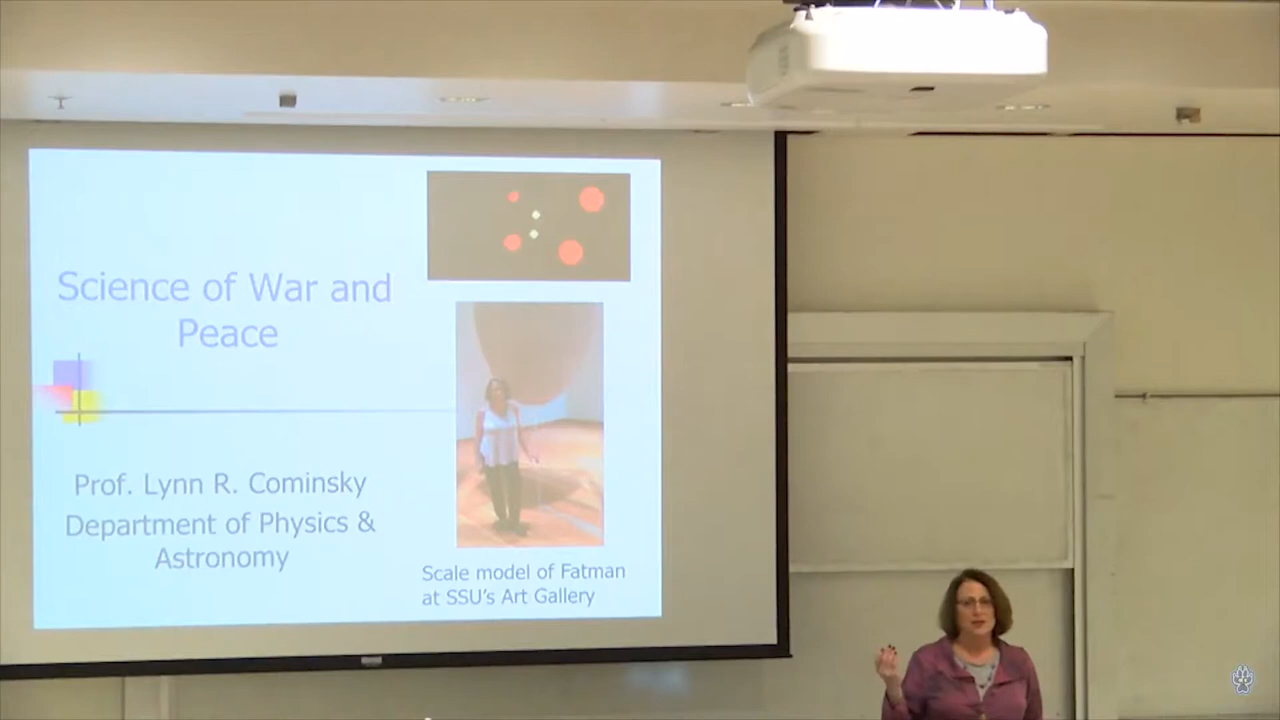 Science of War and
Peace
Prof. Lynn R. Cominsky
Department of Physics &
Astronomy
Scale model of Fatman
at SSU's Art Gallery